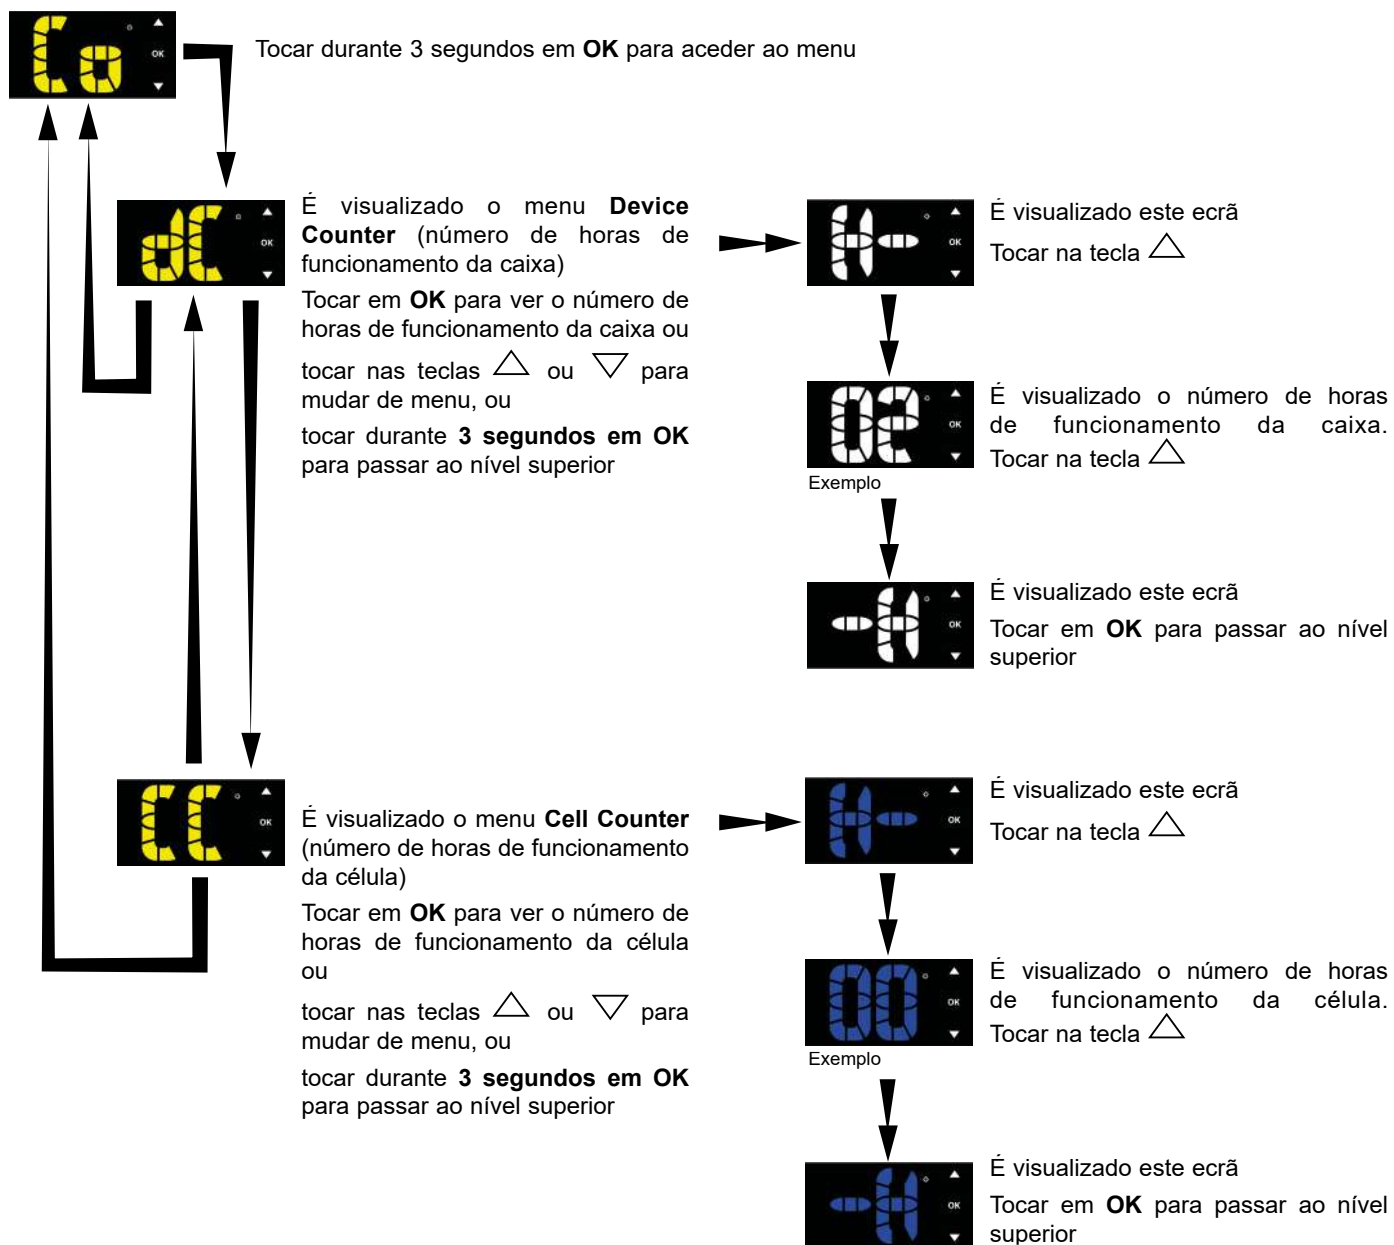 Co
OK
Tocar durante 3 segundos em OK para aceder ao menu
dC
OK
É visualizado o menu Device
Counter (número de horas de
funcionamento da caixa)
Tocar em OK para ver o número de
horas de funcionamento da caixa ou
tocar nas teclas △ ou ▽ para
mudar de menu, ou
tocar durante 3 segundos em OK
para passar ao nível superior
H-
OK
É visualizado este ecrã
Tocar na tecla △
02
OK
Exemplo
É visualizado o número de horas
de funcionamento da caixa.
Tocar na tecla △
-H
OK
É visualizado este ecrã
Tocar em OK para passar ao nível
superior
CC
OK
É visualizado o menu Cell Counter
(número de horas de funcionamento
da célula)
Tocar em OK para ver o número de
horas de funcionamento da célula
ou
tocar nas teclas △ ou ▽ para
mudar de menu, ou
tocar durante 3 segundos em OK
para passar ao nível superior
H-
OK
É visualizado este ecrã
Tocar na tecla △
00
OK
Exemplo
É visualizado o número de horas
de funcionamento da célula.
Tocar na tecla △
-H
OK
É visualizado este ecrã
Tocar em OK para passar ao nível
superior